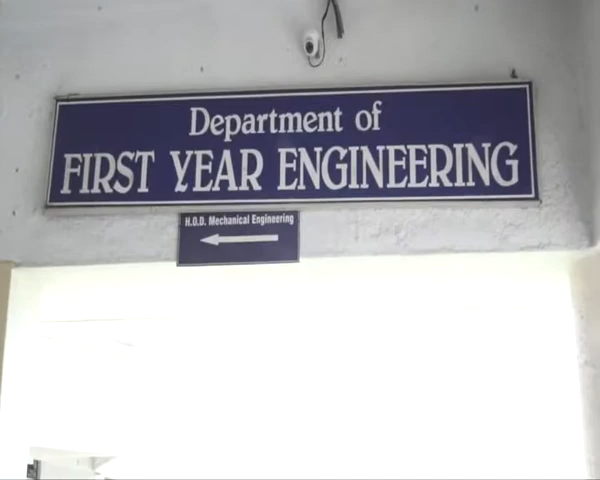 Department of
FIRST YEAR ENGINEERING
H.O.D. Mechanical Engineering